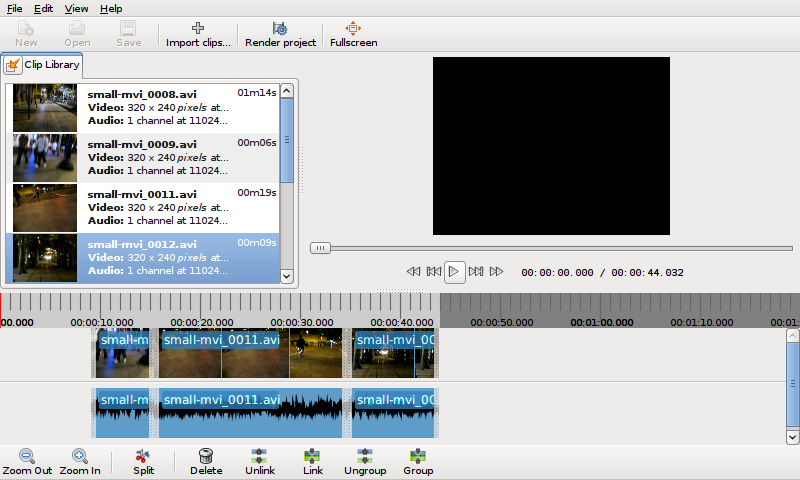 File Edit View Help
New Open Save Import clips... Render project Fullscreen
Clip Library
small-mvi_0008.avi 01m14s
Video: 320 x 240 pixels at...
Audio: 1 channel at 11024...
small-mvi_0009.avi 00m06s
Video: 320 x 240 pixels at...
Audio: 1 channel at 11024...
small-mvi_0011.avi 00m19s
Video: 320 x 240 pixels at...
Audio: 1 channel at 11024...
small-mvi_0012.avi 00m09s
Video: 320 x 240 pixels at...
Audio: 1 channel at 11024...
00:00:00.000 / 00:00:44.032
00.000 00:00:10.000 00:00:20.000 00:00:30.000 00:00:40.000 00:00:50.000 00:01:00.000 00:01:10.000 00:01:
small-m small-mvi_0011.avi small-mvi_00
small-m small-mvi_0011.avi small-mvi_00
Zoom Out Zoom In Split Delete Unlink Link Ungroup Group